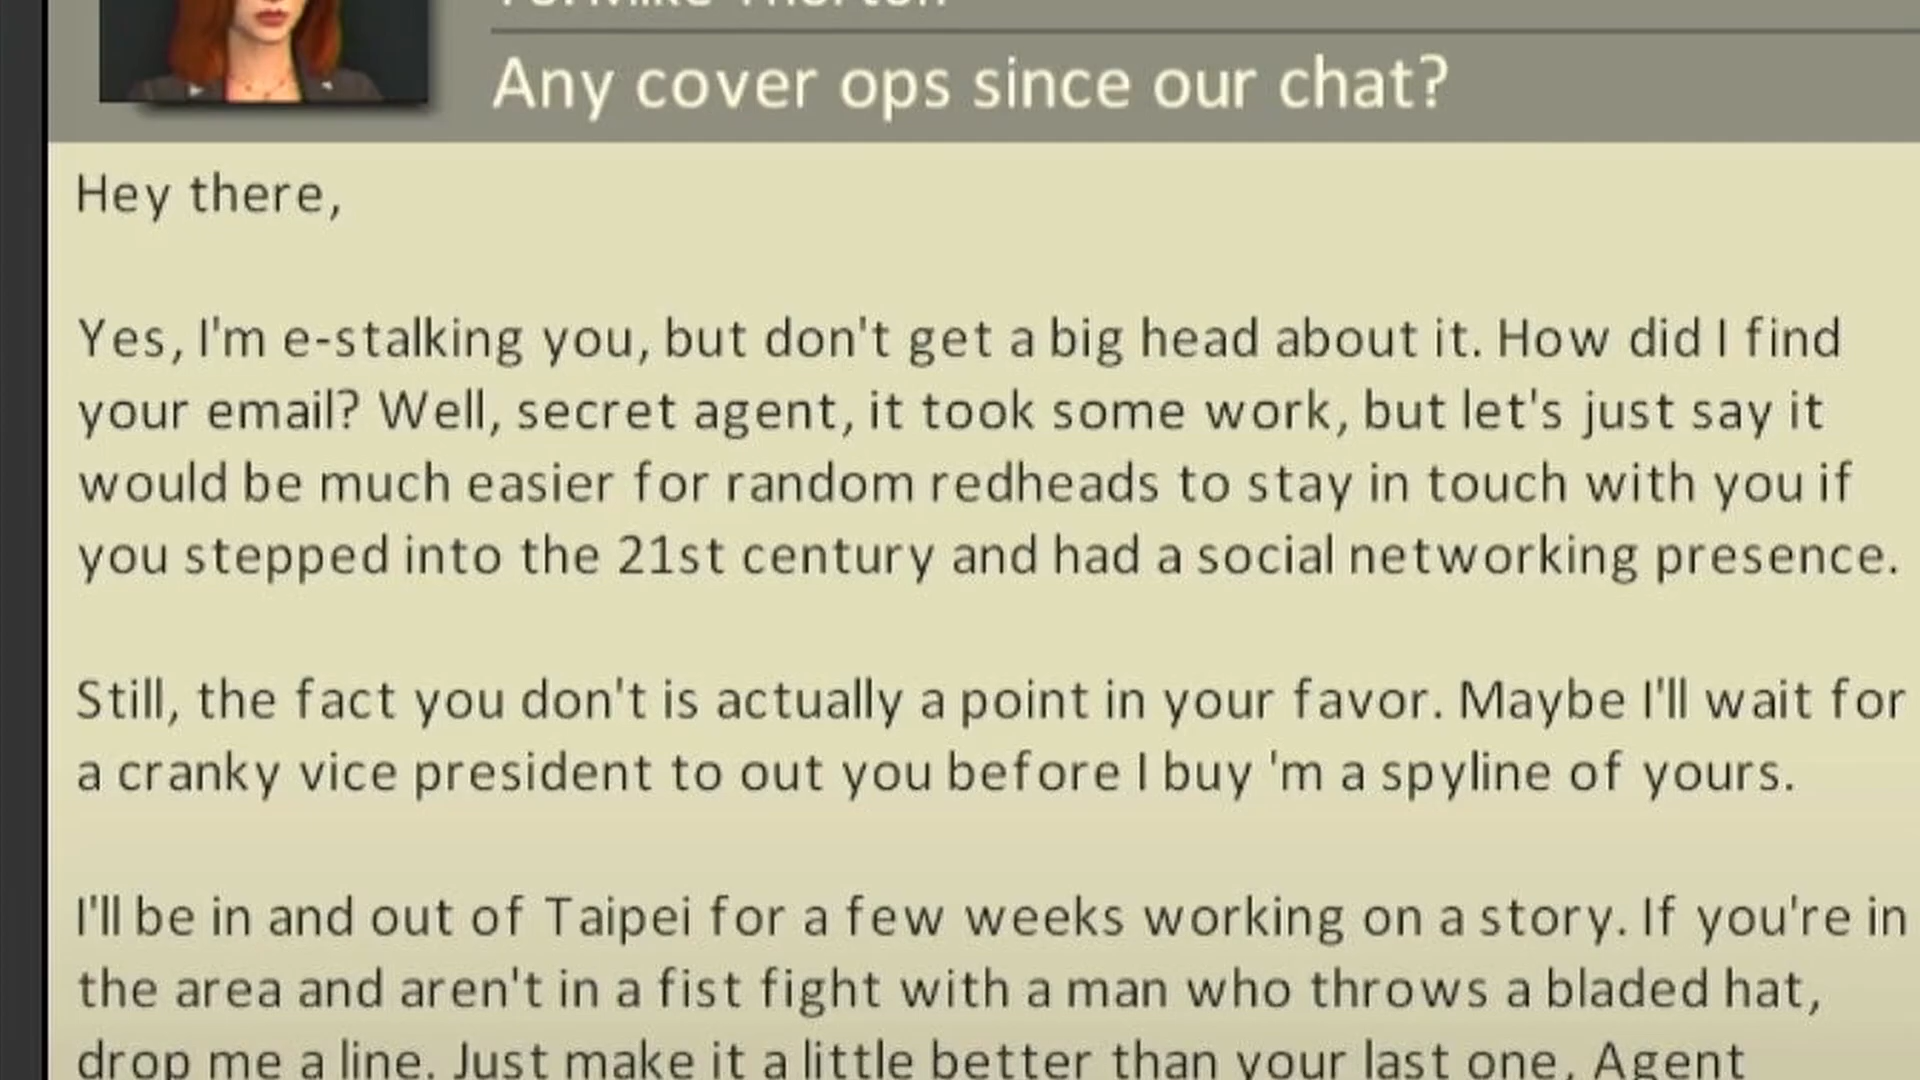 To: Mike Thorton
Any cover ops since our chat?
Hey there,
Yes, I'm e-stalking you, but don't get a big head about it. How did I find
your email? Well, secret agent, it took some work, but let's just say it
would be much easier for random redheads to stay in touch with you if
you stepped into the 21st century and had a social networking presence.
Still, the fact you don't is actually a point in your favor. Maybe I'll wait for
a cranky vice president to out you before I buy 'm a spyline of yours.
I'll be in and out of Taipei for a few weeks working on a story. If you're in
the area and aren't in a fist fight with a man who throws a bladed hat,
drop me a line. Just make it a little better than your last one, Agent